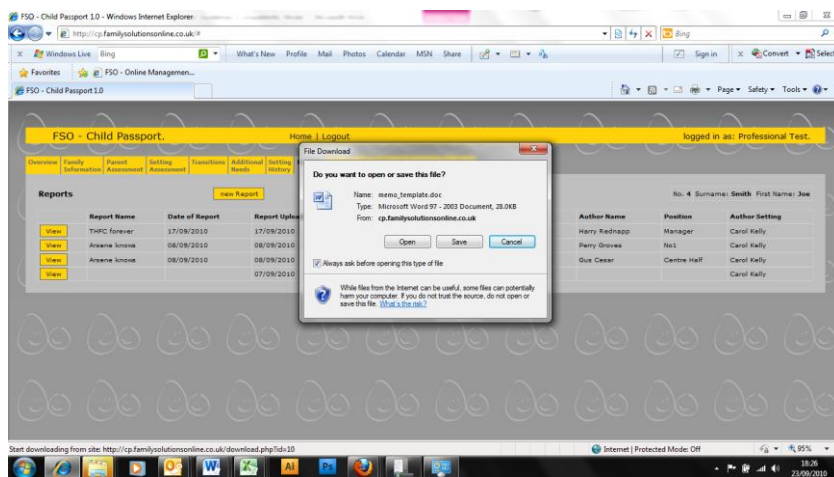 FSO - Child Passport 1.0 - Windows Internet Explorer
http://cp.familysolutionsonline.co.uk/#
Bing
Windows Live Bing What's New Profile Mail Photos Calendar MSN Share Sign in Convert Select
Favorites FSO - Online Managemen...
FSO - Child Passport 1.0 Page Safety Tools
FSO - Child Passport. Home | Logout logged in as: Professional Test.
Overview Family Information Parent Assessment Setting Assessment Transitions Additional Needs Setting History
Reports new Report No. 4 Surname: Smith First Name: Joe
Report Name Date of Report Report Uploa Author Name Position Author Setting
View THFC forever 17/09/2010 17/09/2010 Harry Rednapp Manager Carol Kelly
View Arsene knows 08/09/2010 08/09/2010 Perry Groves No1 Carol Kelly
View Arsene knows 08/09/2010 08/09/2010 Gus Cesar Centre Half Carol Kelly
View 07/09/2010 Carol Kelly
File Download
Do you want to open or save this file?
Name: memo_template.doc
Type: Microsoft Word 97 - 2003 Document, 28.0KB
From: cp.familysolutionsonline.co.uk
Open Save Cancel
Always ask before opening this type of file
While files from the Internet can be useful, some files can potentially
harm your computer. If you do not trust the source, do not open or
save this file. What's the risk?
Start downloading from site: http://cp.familysolutionsonline.co.uk/download.php?id=10 Internet | Protected Mode: Off 95%
W Ai Ps
18:26
23/09/2010